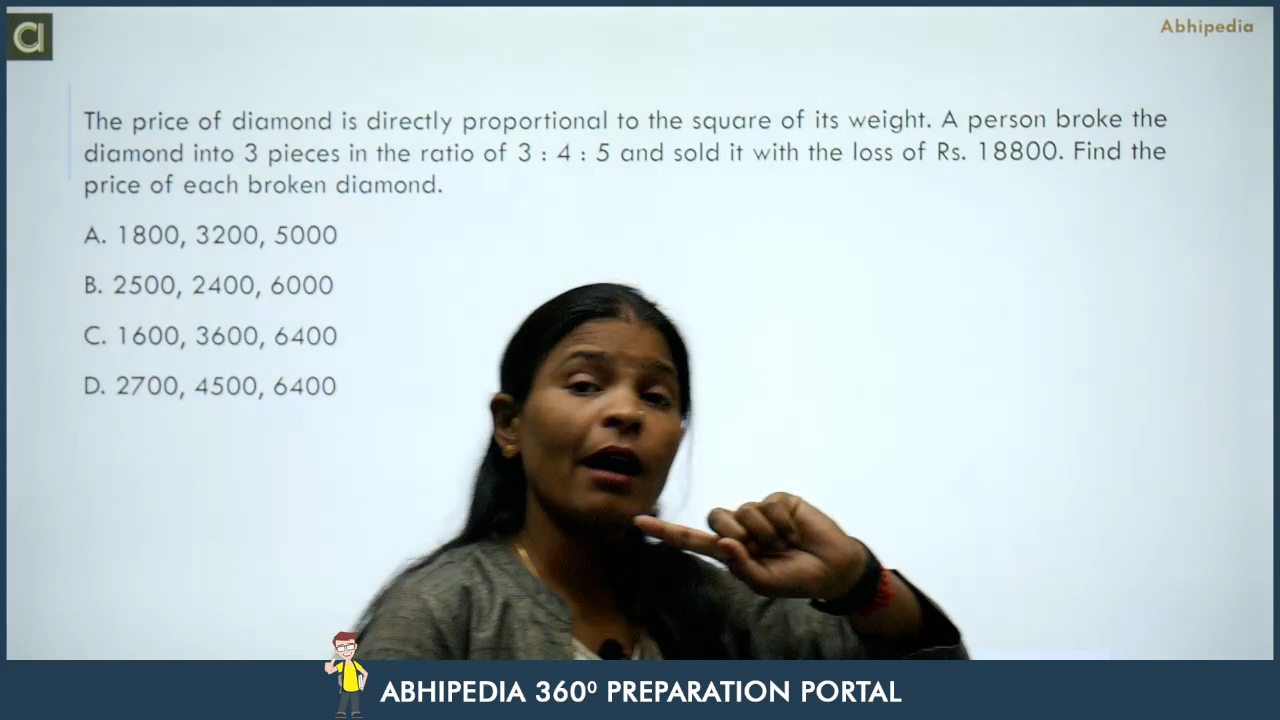 Abhipedia
The price of diamond is directly proportional to the square of its weight. A person broke the
diamond into 3 pieces in the ratio of 3 : 4 : 5 and sold it with the loss of Rs. 18800. Find the
price of each broken diamond.
A. 1800, 3200, 5000
B. 2500, 2400, 6000
C. 1600, 3600, 6400
D. 2700, 4500, 6400
ABHIPEDIA 360⁰ PREPARATION PORTAL